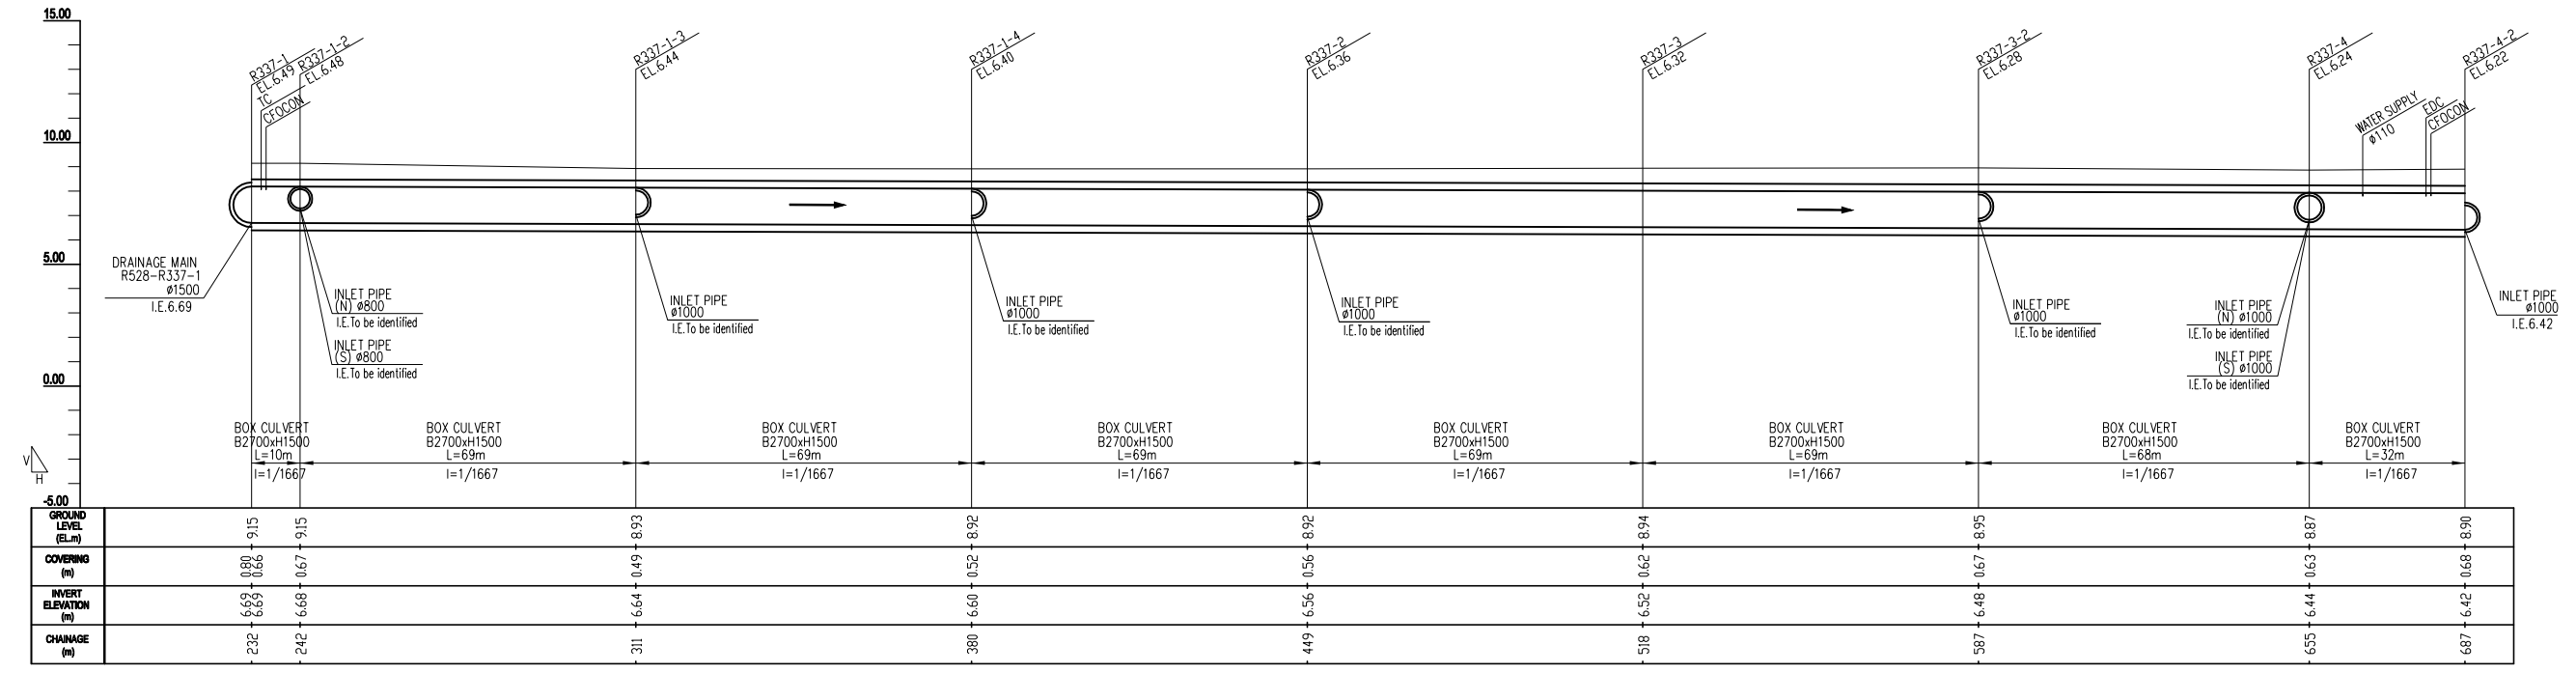 15.00
10.00
5.00
0.00
-5.00
V
H
R337-1
EL.6.49
R337-1-2
EL.6.48
TC
CFOCON
R337-1-3
EL.6.44
R337-1-4
EL.6.40
R337-2
EL.6.36
R337-3
EL.6.32
R337-3-2
EL.6.28
R337-4
EL.6.24
R337-4-2
EL.6.22
WATER SUPPLY
ø110
EDC
CFOCON
DRAINAGE MAIN
R528-R337-1
ø1500
I.E.6.69
INLET PIPE
(N) ø800
I.E.To be identified
INLET PIPE
(S) ø800
I.E.To be identified
INLET PIPE
ø1000
I.E.To be identified
INLET PIPE
ø1000
I.E.To be identified
INLET PIPE
ø1000
I.E.To be identified
INLET PIPE
ø1000
I.E.To be identified
INLET PIPE
(N) ø1000
I.E.To be identified
INLET PIPE
(S) ø1000
I.E.To be identified
INLET PIPE
ø1000
I.E.6.42
BOX CULVERT
B2700xH1500
L=10m
I=1/1667
BOX CULVERT
B2700xH1500
L=69m
I=1/1667
BOX CULVERT
B2700xH1500
L=69m
I=1/1667
BOX CULVERT
B2700xH1500
L=69m
I=1/1667
BOX CULVERT
B2700xH1500
L=69m
I=1/1667
BOX CULVERT
B2700xH1500
L=69m
I=1/1667
BOX CULVERT
B2700xH1500
L=68m
I=1/1667
BOX CULVERT
B2700xH1500
L=32m
I=1/1667
GROUND
LEVEL
(EL.m)
9.15
9.15
8.93
8.92
8.92
8.94
8.95
8.87
8.90
COVERING
(m)
0.80
0.66
0.67
0.49
0.52
0.56
0.62
0.67
0.63
0.68
INVERT
ELEVATION
(m)
6.69
6.69
6.68
6.64
6.60
6.56
6.52
6.48
6.44
6.42
CHAINAGE
(m)
232
242
311
380
449
518
587
655
687